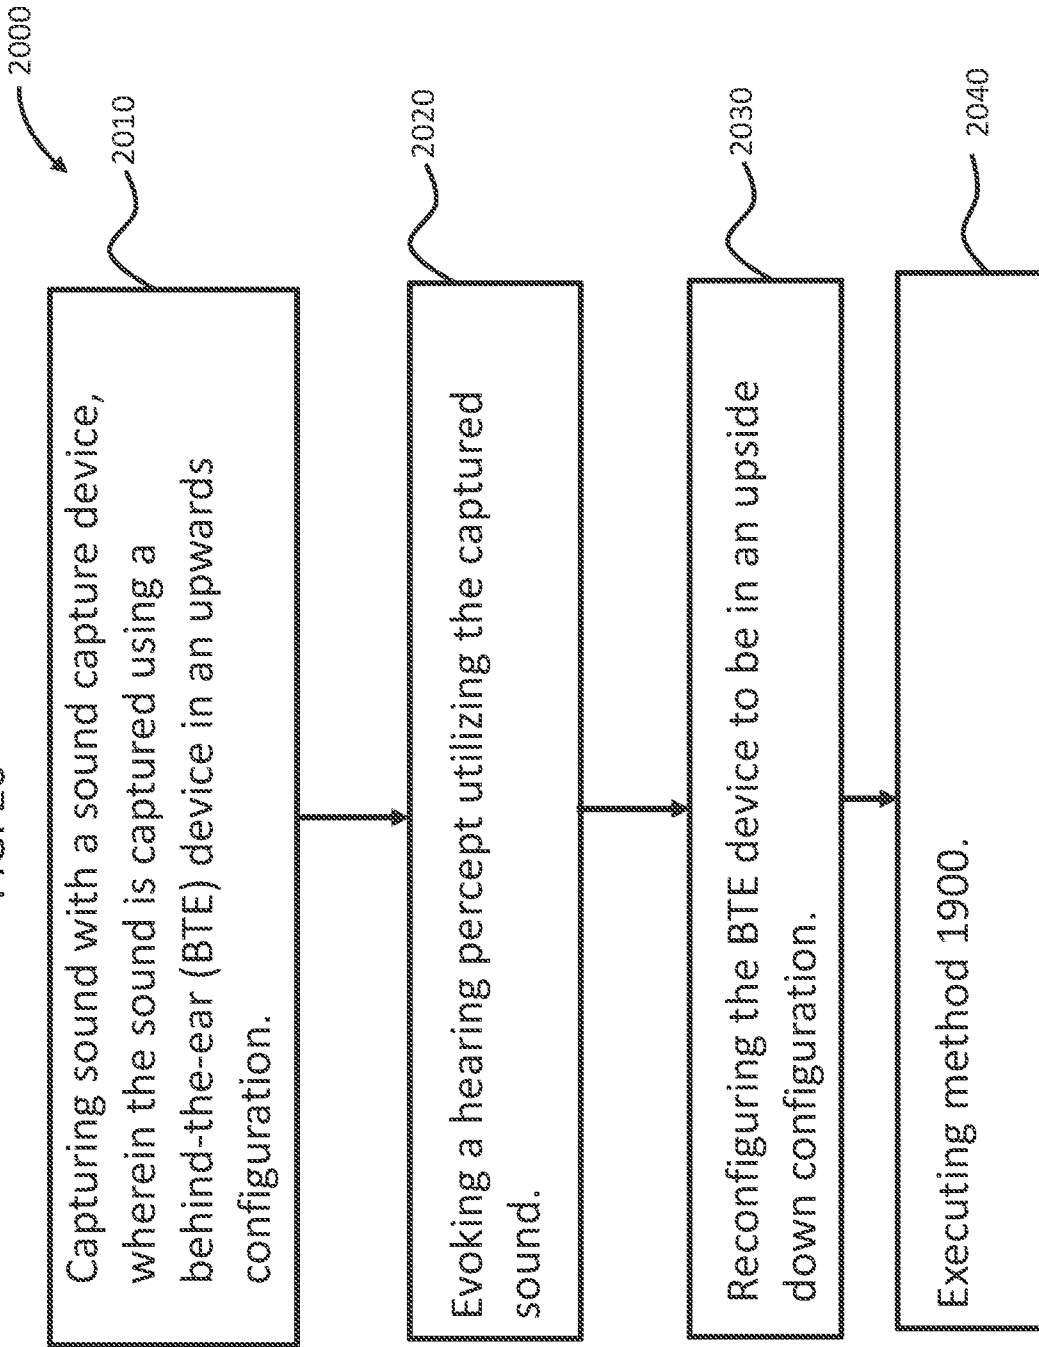 2000
Capturing sound with a sound capture device,
wherein the sound is captured using a
behind-the-ear (BTE) device in an upwards
configuration.
2010
Evoking a hearing percept utilizing the captured
sound.
2020
Reconfiguring the BTE device to be in an upside
down configuration.
2030
Executing method 1900.
2040